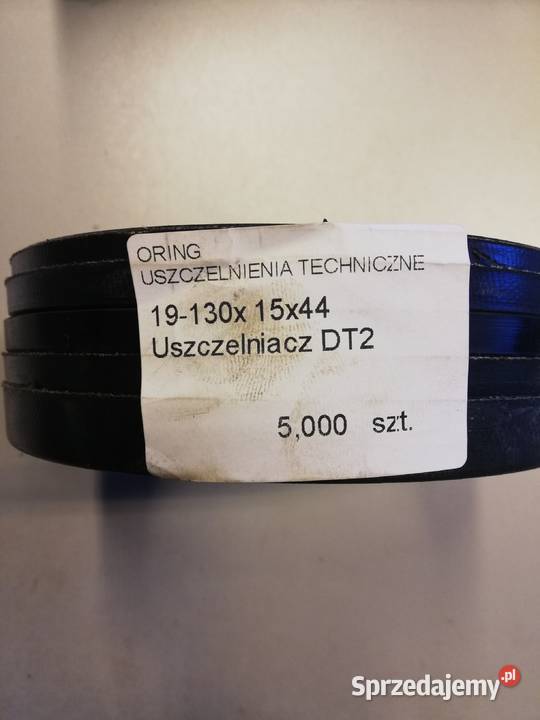 ORING
USZCZELNIENIA TECHNICZNE
19-130x 15x44
Uszczelniacz DT2
5,000 szt.
Sprzedajemy.pl